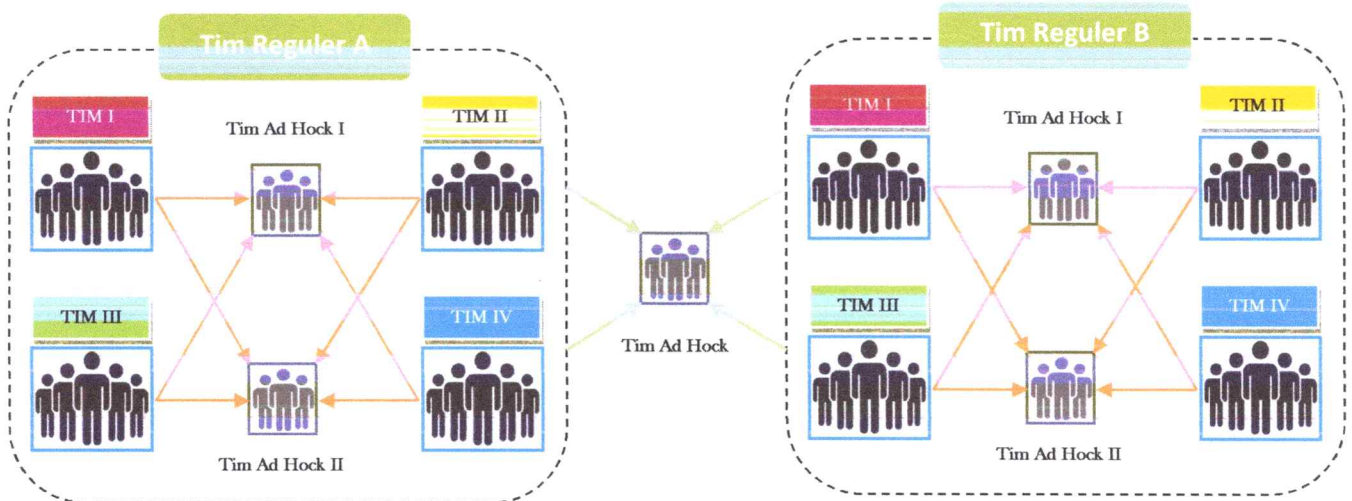 Tim Reguler A
TIM I
Tim Ad Hock I
TIM II
TIM III
TIM IV
Tim Ad Hock II
Tim Ad Hock
Tim Reguler B
TIM I
Tim Ad Hock I
TIM II
TIM III
TIM IV
Tim Ad Hock II